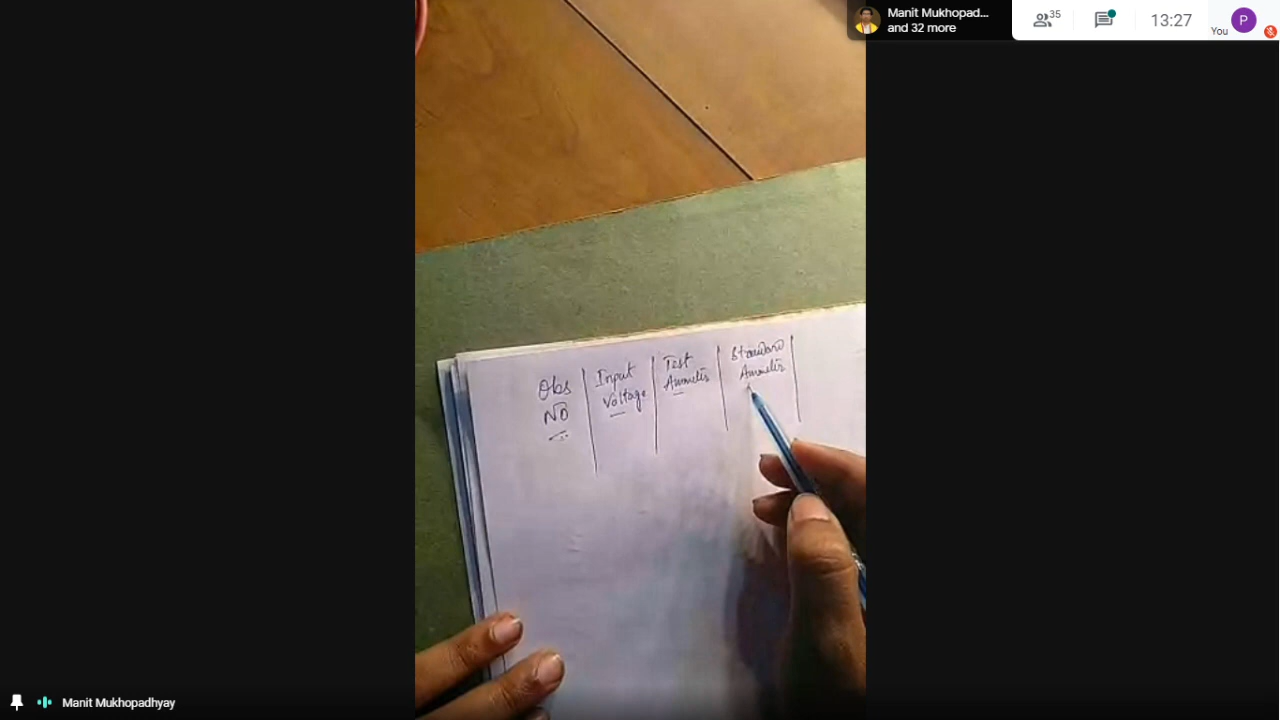 Manit Mukhopad...
and 32 more
35
13:27
You
P
Obs
NO
Input
Voltage
Test
Ammeter
Standard
Ammeter
Manit Mukhopadhyay